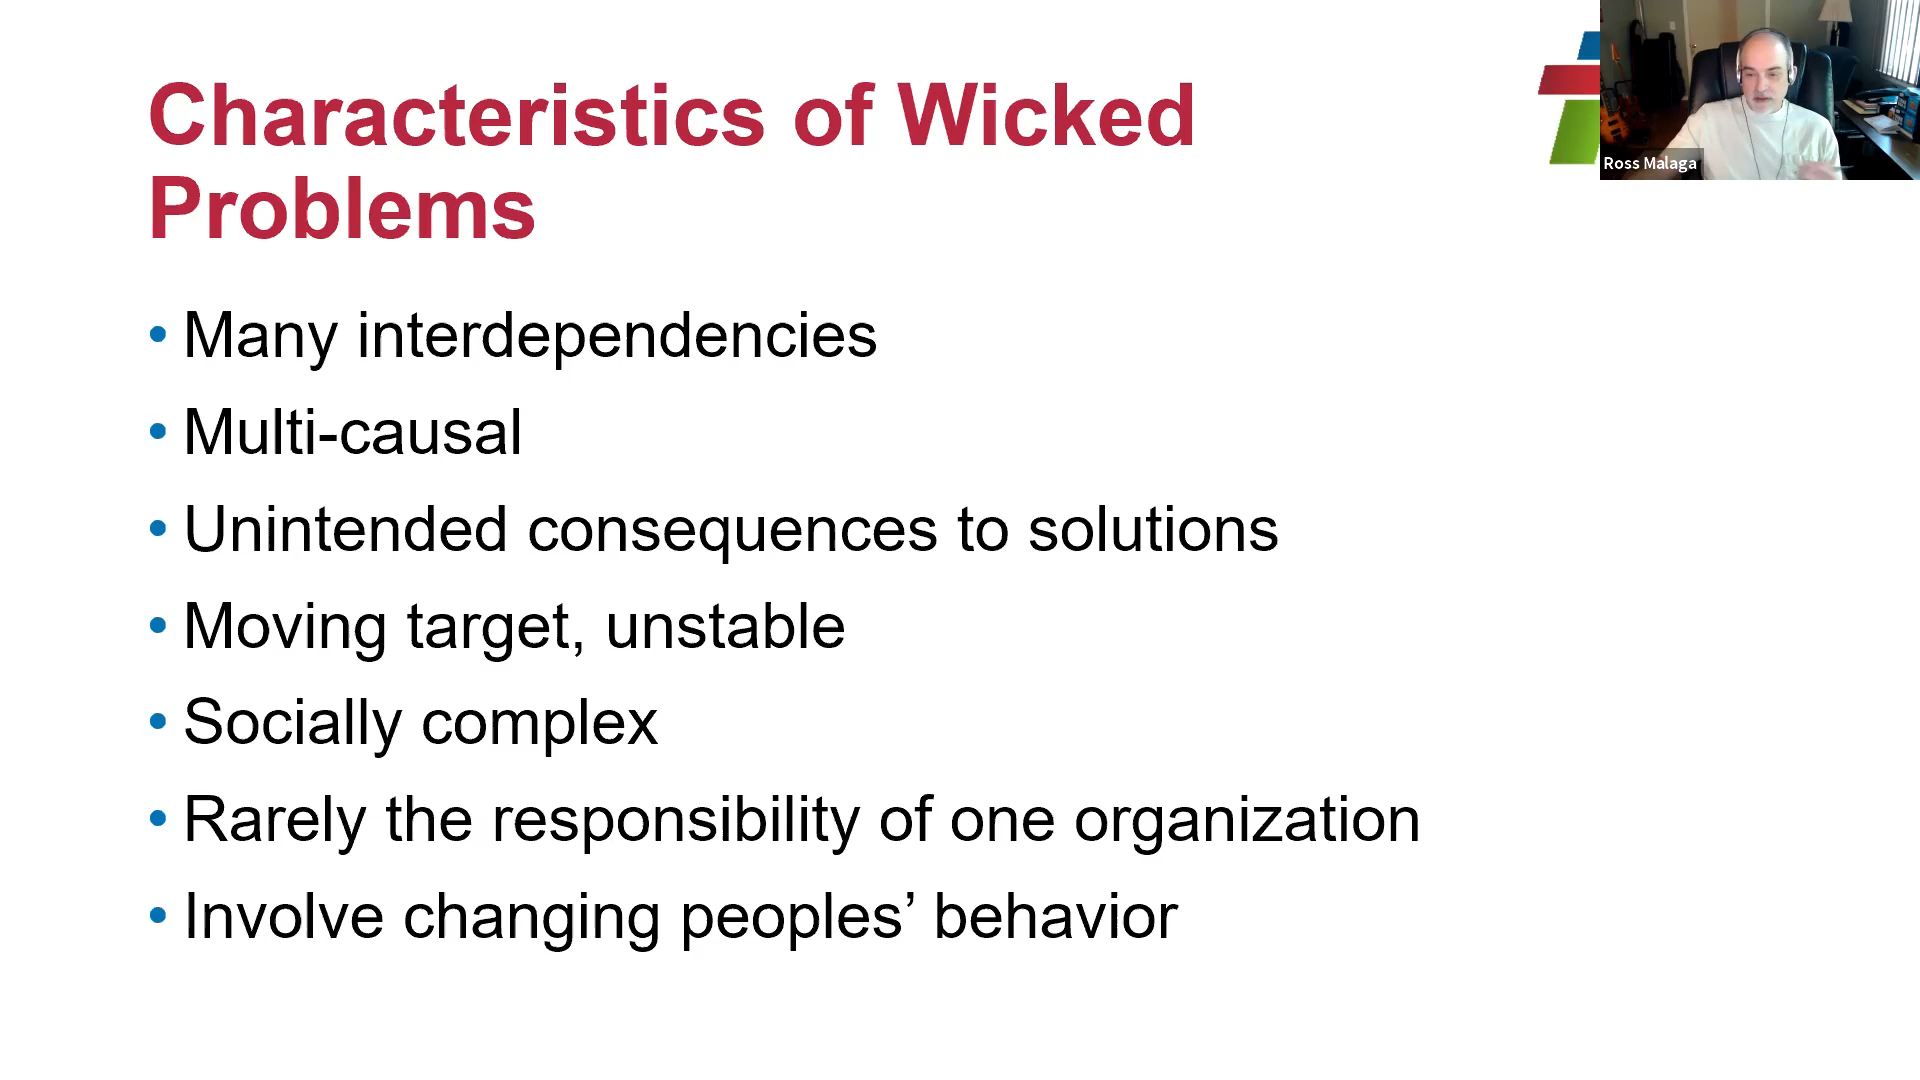 Characteristics of Wicked
Problems
• Many interdependencies
• Multi-causal
• Unintended consequences to solutions
• Moving target, unstable
• Socially complex
• Rarely the responsibility of one organization
• Involve changing peoples’ behavior
Ross Malaga